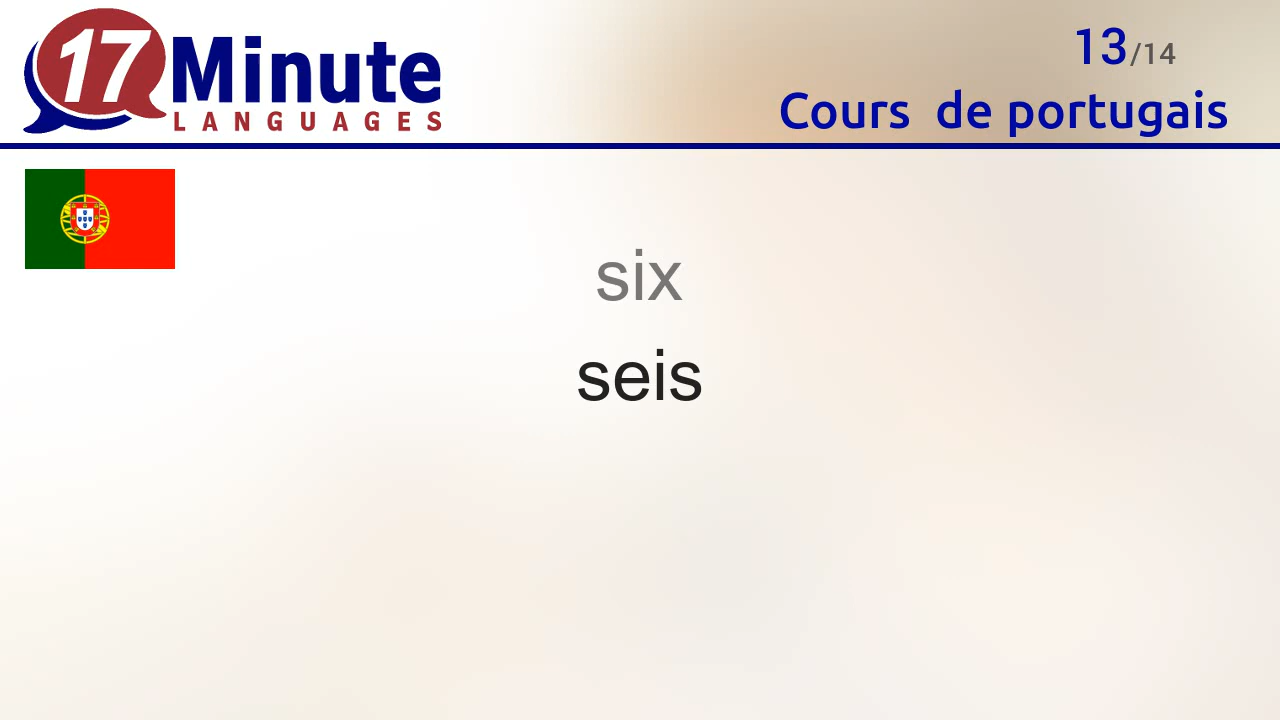 17 Minute
LANGUAGES
13/14
Cours de portugais
six
seis